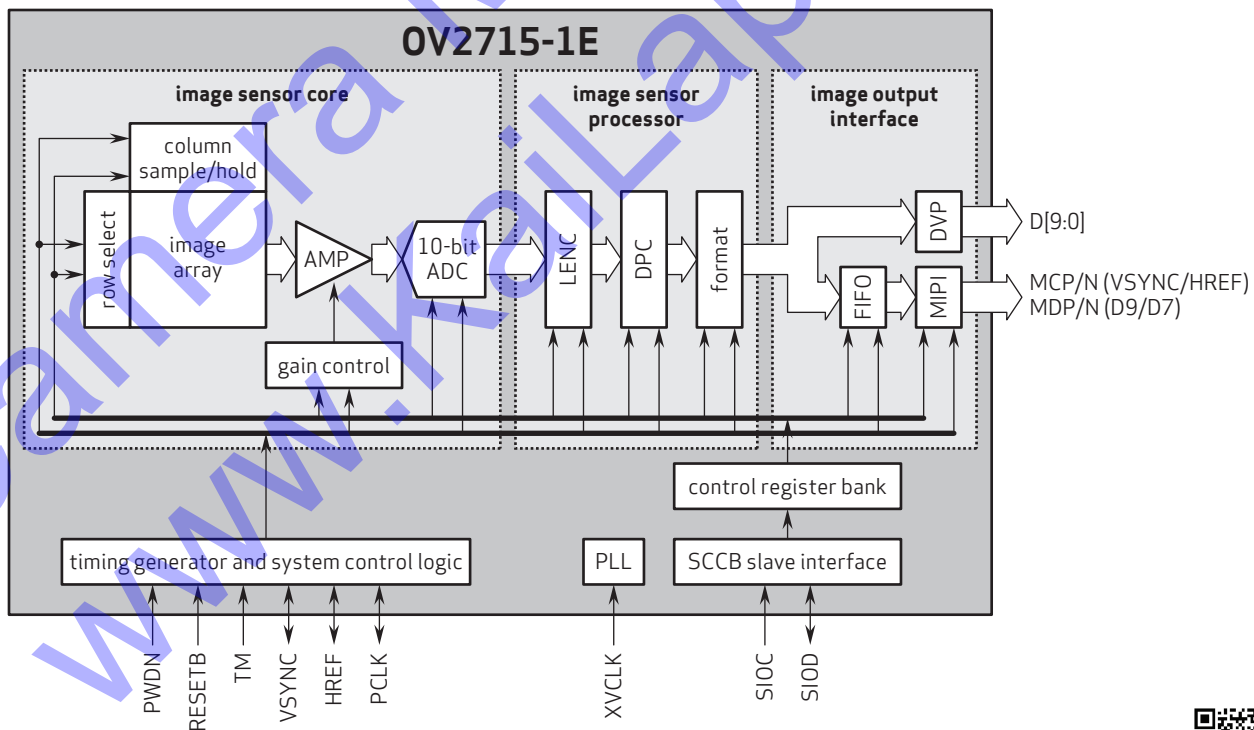 OV2715-1E
image sensor core
image sensor
processor
image output
interface
column
sample/hold
row select
image
array
AMP
10-bit
ADC
gain control
LENC
DPC
format
DVP
FIFO
MIPI
D[9:0]
MCP/N (VSYNC/HREF)
MDP/N (D9/D7)
control register bank
timing generator and system control logic
PLL
SCCB slave interface
PWDN
RESETB
TM
VSYNC
HREF
PCLK
XVCLK
SIOC
SIOD